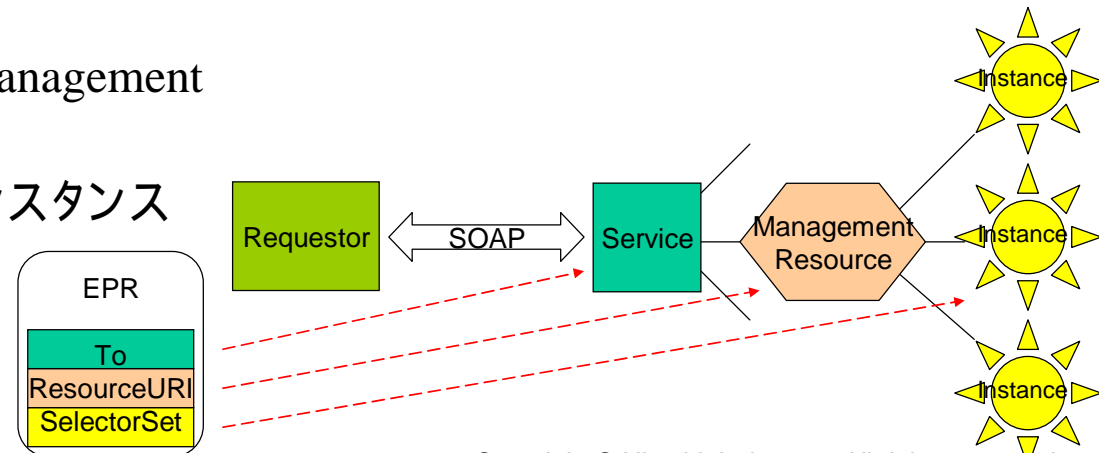 anagement
スタンス
Requestor
SOAP
Service
Management
Resource
Instance
Instance
Instance
EPR
To
ResourceURI
SelectorSet